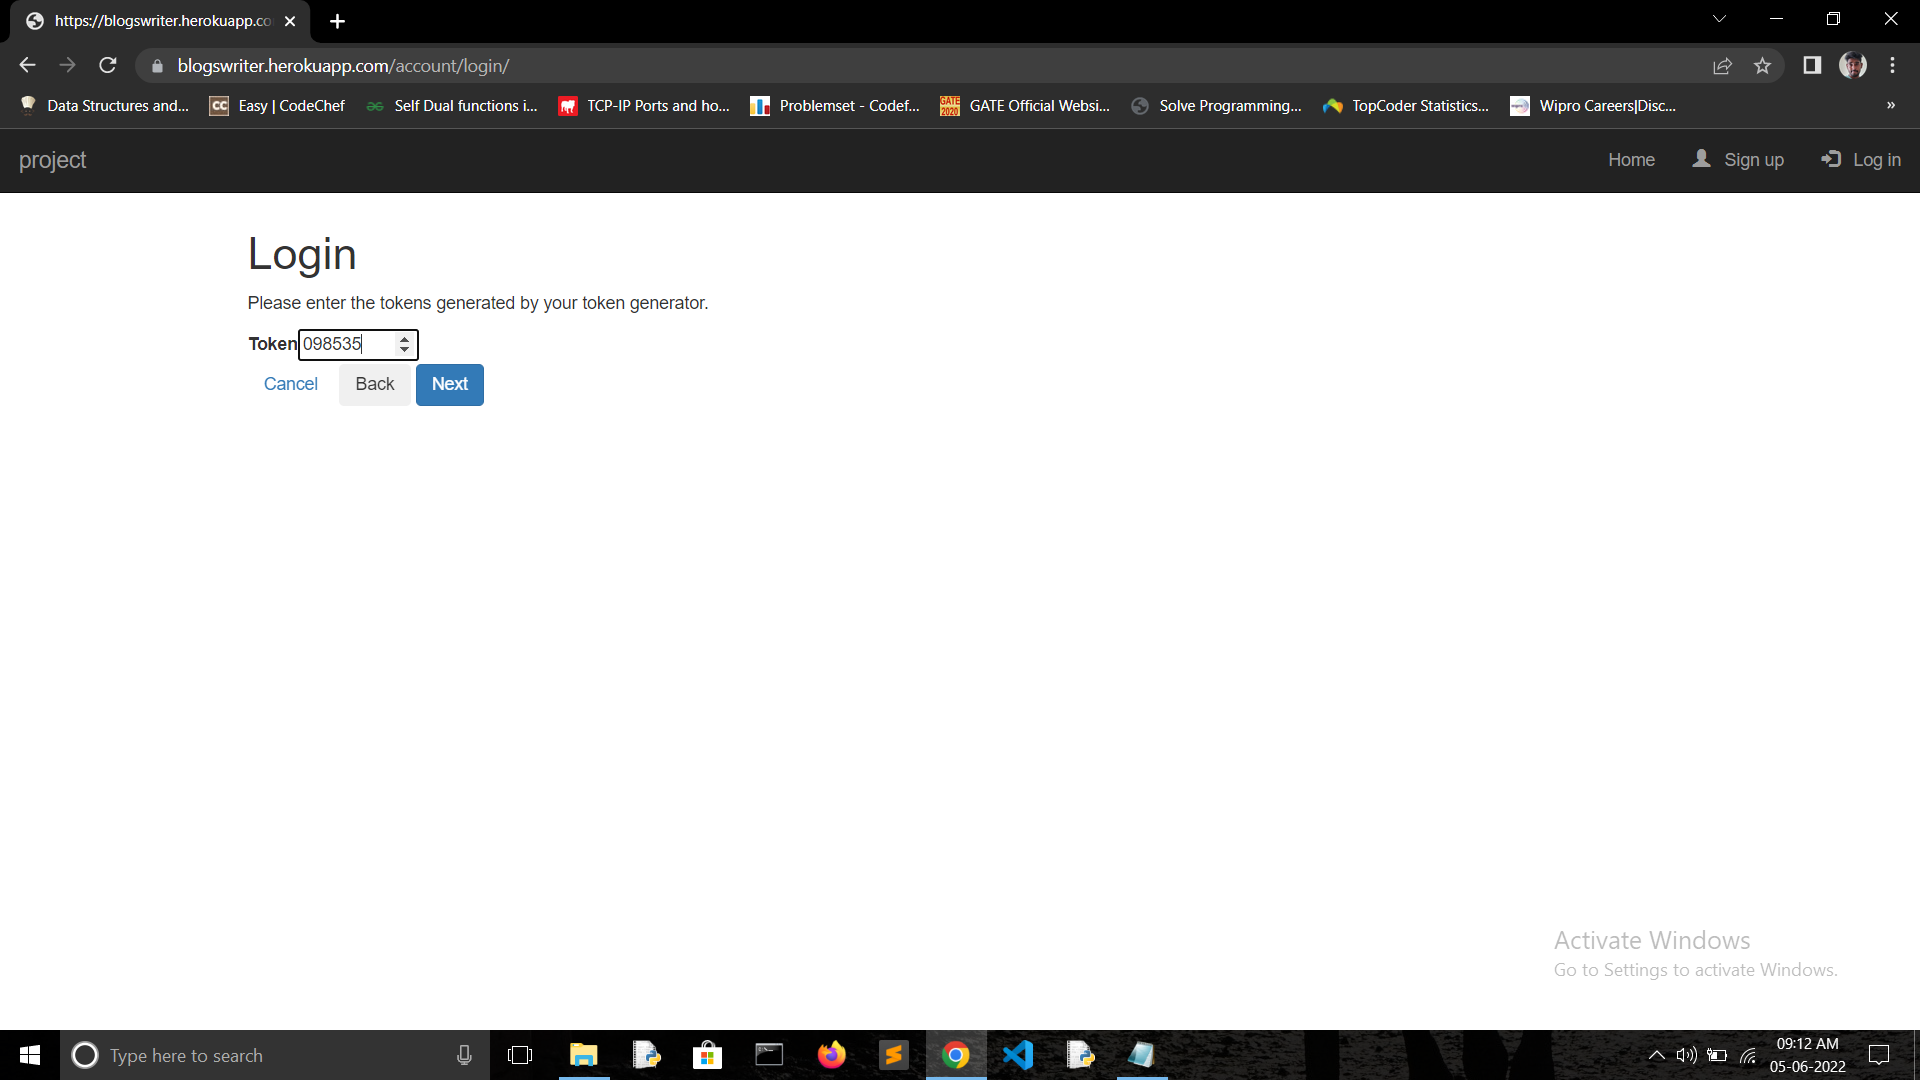 https://blogswriter.herokuapp.co
blogswriter.herokuapp.com/account/login/
Data Structures and...
CC Easy | CodeChef
Self Dual functions i...
TCP-IP Ports and ho...
Problemset - Codef...
GATE 2020 GATE Official Websi...
Solve Programming...
TopCoder Statistics...
Wipro Careers|Disc...
»
project
Home
Sign up
Log in
Login
Please enter the tokens generated by your token generator.
Token 098535
Cancel
Back
Next
Activate Windows
Go to Settings to activate Windows.
Type here to search
09:12 AM
05-06-2022